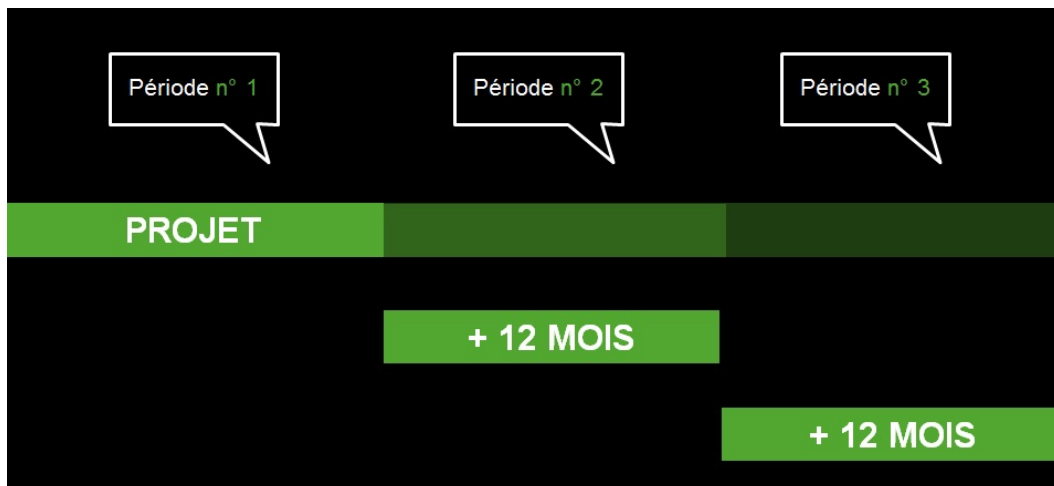 Période n° 1
Période n° 2
Période n° 3
PROJET
+ 12 MOIS
+ 12 MOIS